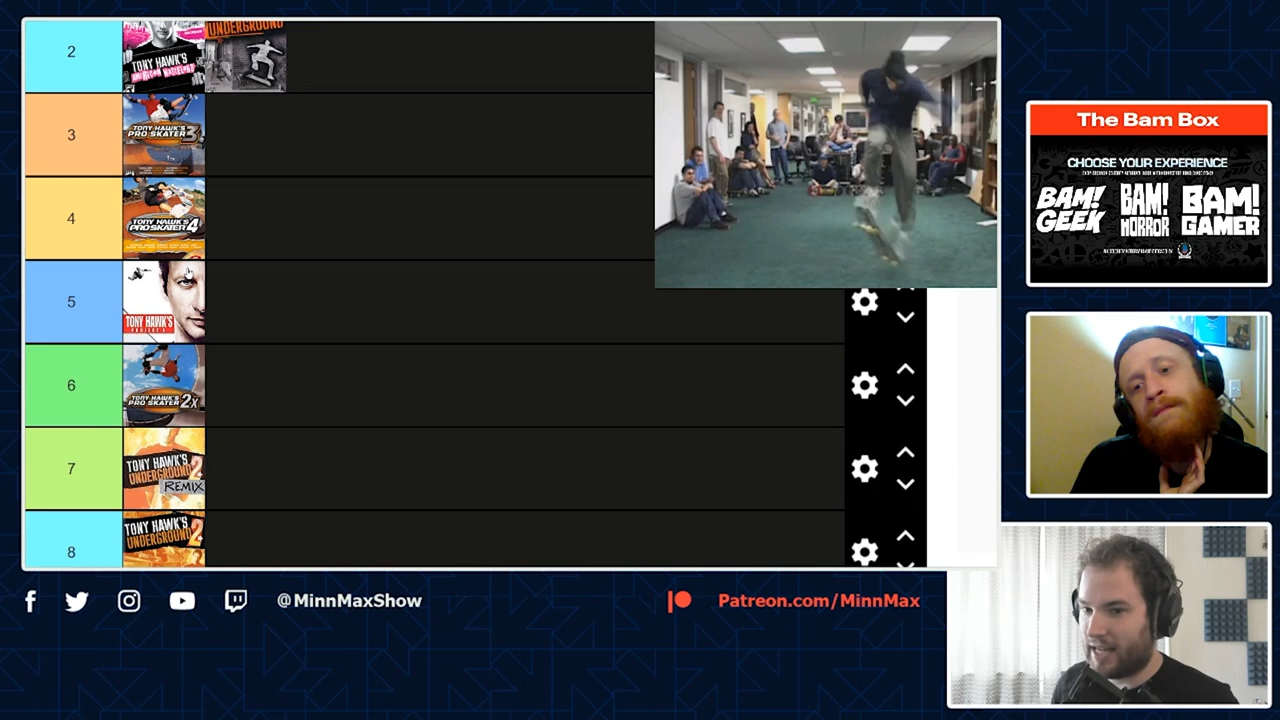 2
TONY HAWK'S
AMERICAN WASTELAND
UNDERGROUND
3
TONY HAWK'S
PRO SKATER 3
4
TONY HAWK'S
PRO SKATER 4
5
TONY HAWK'S
PROJECT 8
6
TONY HAWK'S
PRO SKATER 2x
7
TONY HAWK'S
UNDERGROUND 2
REMIX
8
TONY HAWK'S
UNDERGROUND 2
The Bam Box
CHOOSE YOUR EXPERIENCE
BAM! GEEK
BAM! HORROR
BAM! GAMER
@MinnMaxShow
Patreon.com/MinnMax